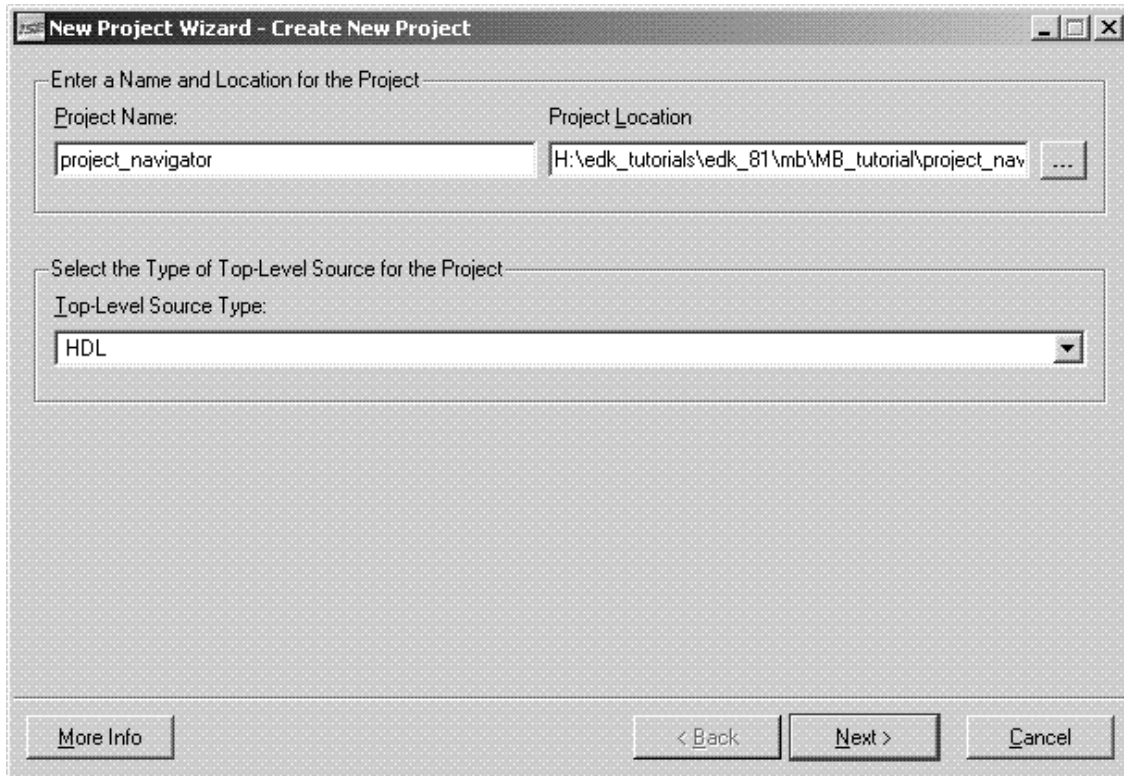 ISE New Project Wizard - Create New Project
Enter a Name and Location for the Project
Project Name: Project Location
project_navigator H:\edk_tutorials\edk_81\mb\MB_tutorial\project_nav ...
Select the Type of Top-Level Source for the Project
Top-Level Source Type:
HDL
More Info < Back Next > Cancel